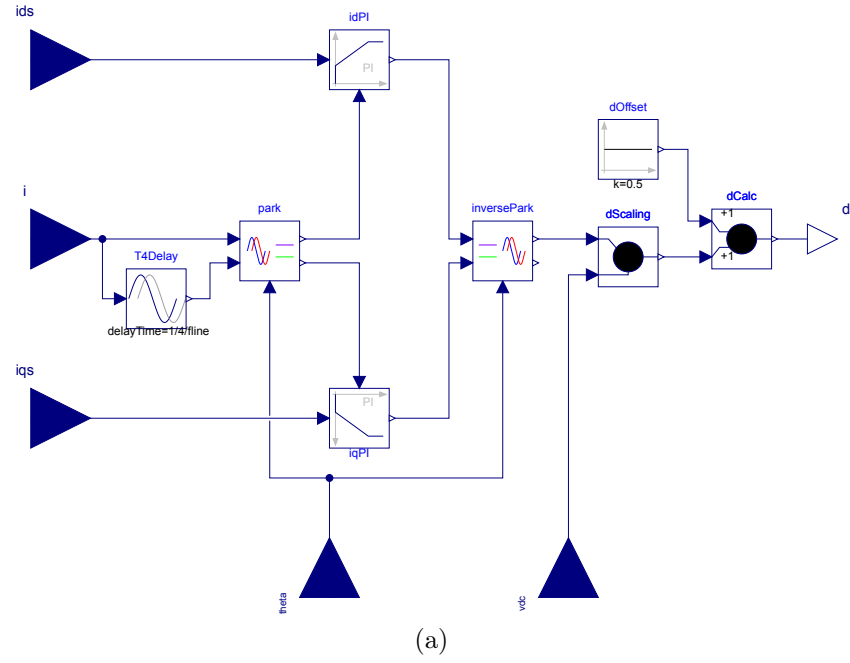 ids
idPI
PI
dOffset
k=0.5
i
park
inversePark
dScaling
dCalc
+1
+1
d
T4Delay
delayTime=1/4/fline
iqs
PI
iqPI
theta
vdc
(a)